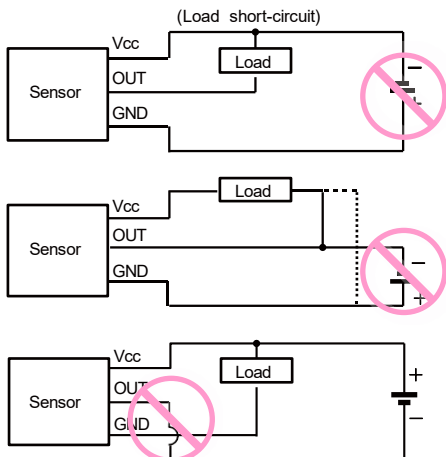 (Load short-circuit)
Vcc
Load
−
OUT
Sensor
+
GND
Load
Vcc
OUT
Sensor
−
GND
+
Vcc
+
OUT
Load
Sensor
−
GND